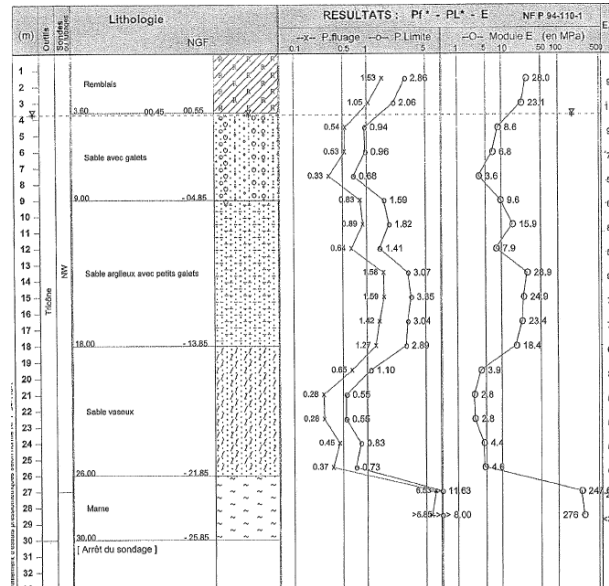 Lithologie
RESULTATS : Pf* - PL* - E NF P 94-110-1
(m)
Outils
Sondes
NGF
--x-- P.fluage --o-- P.Limite
--O-- Module E (en MPa)
E
0.1 0.5 1 5
1 5 10 50 100 500
1
Remblais
1.53 2.86 28.0
2
3
1.05 2.06 23.1
3.60 00.45 00.55
4
0.54 0.94 8.6
5
6
0.53 0.96 6.8
Sable avec galets
7
0.33 0.68 3.6
8
9
9.00 - 04.85
0.83 1.59 9.6
10
0.89 1.82 15.9
11
12
0.64 1.41 7.9
NW
13
Sable argileux avec petits galets
1.58 3.07 28.9
14
15
1.59 3.35 24.9
Tricône
16
1.42 3.04 23.4
17
18
18.00 - 13.85
1.27 2.89 18.4
19
0.65 1.10 3.9
20
21
0.28 0.55 2.8
22
Sable vaseux
0.28 0.55 2.8
23
24
0.45 0.83 4.4
25
0.37 0.73 4.6
26
26.00 - 21.85
27
6.53 11.63 247.6
28
Marne
>6.85 > 8.00 276
29
30
30.00 - 25.85
[ Arrêt du sondage ]
31
32